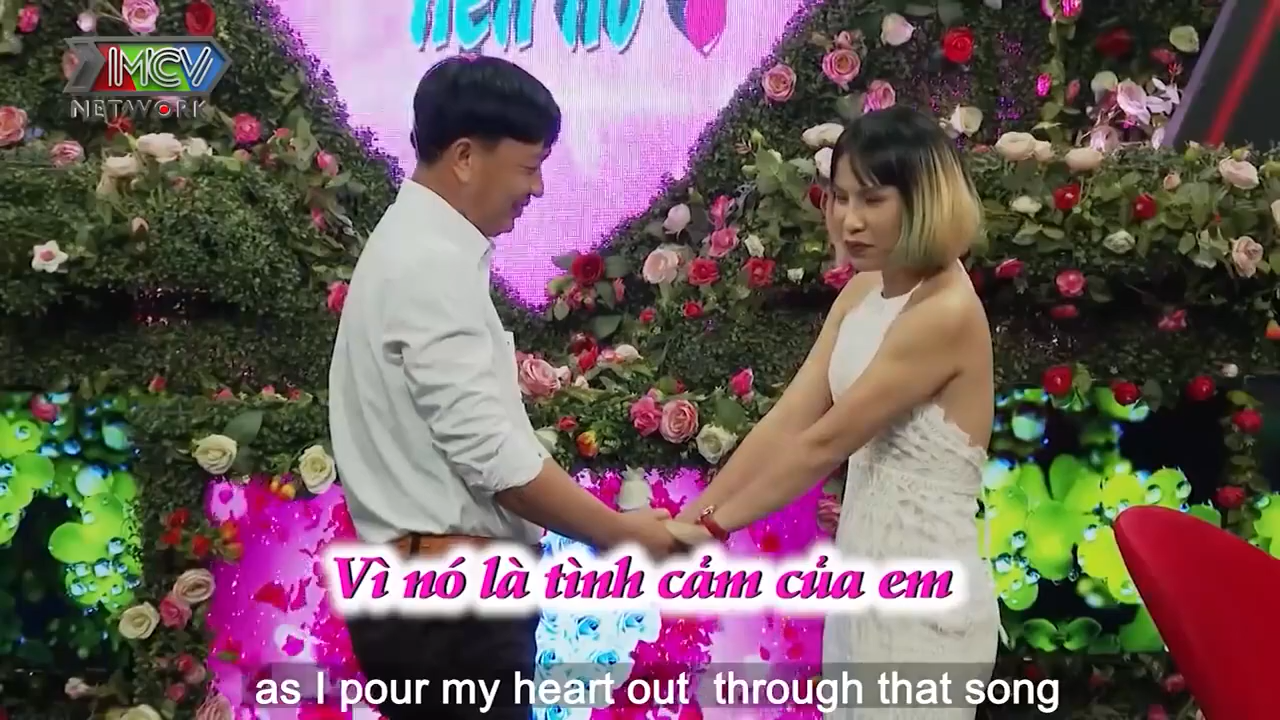 MCV
NETWORK
Vì nó là tình cảm của em
as I pour my heart out through that song